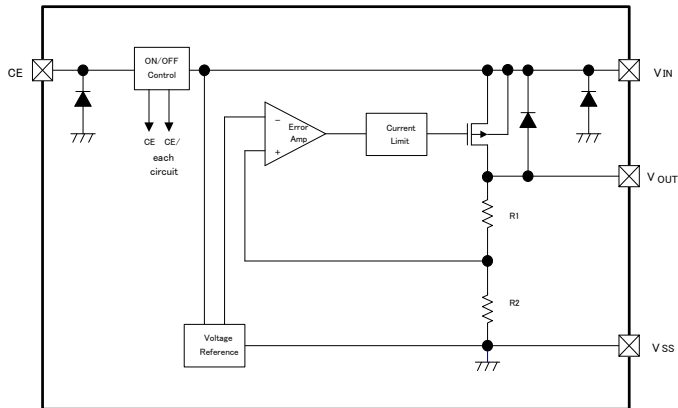 ON/OFF
Control
CE
VIN
CE CE/
each
circuit
−
Error
Amp
+
Current
Limit
VOUT
R1
R2
Voltage
Reference
VSS